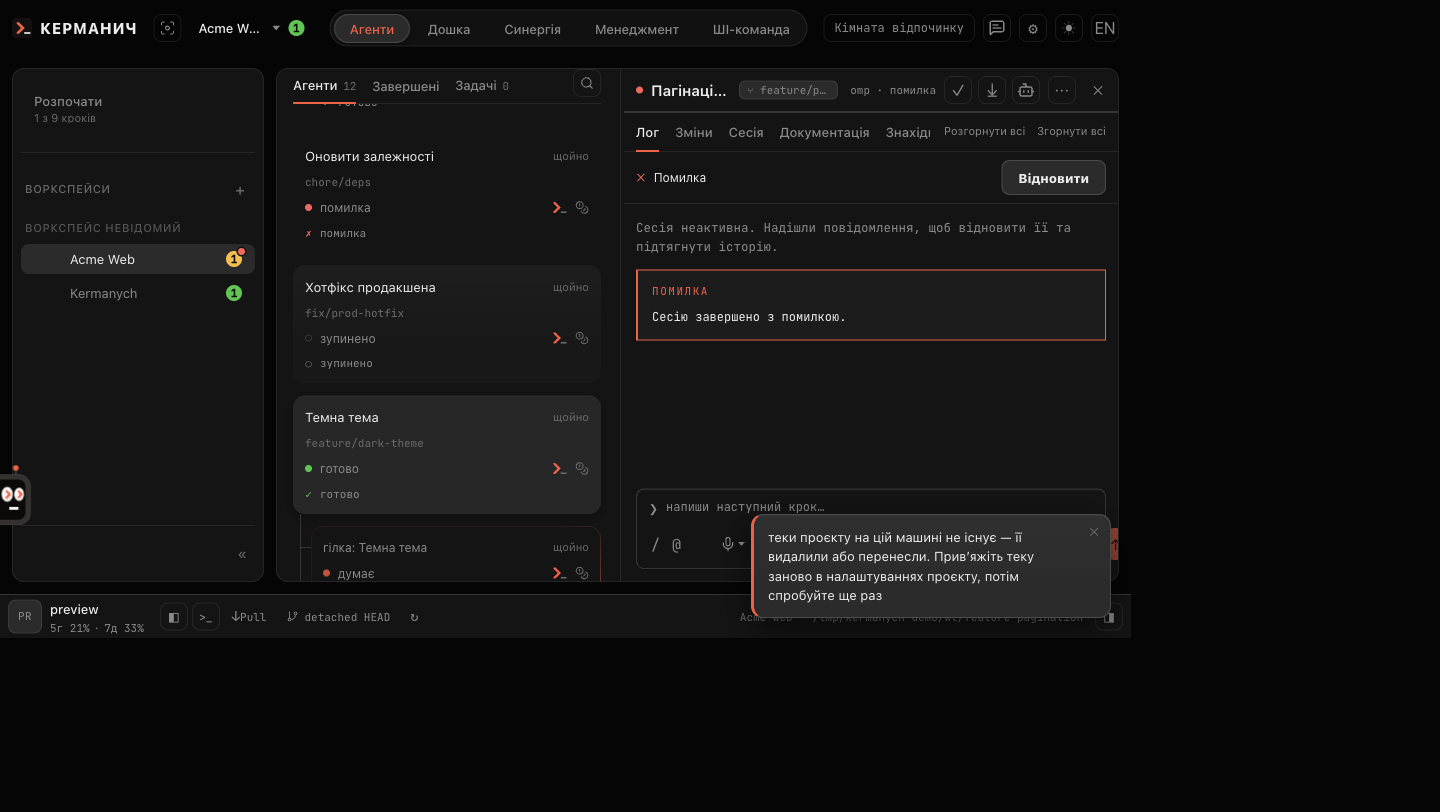 КЕРМАНИЧ
Acme W...
1
Агенти
Дошка
Синергія
Менеджмент
ШІ-команда
Кімната відпочинку
EN
Розпочати
1 з 9 кроків
ВОРКСПЕЙСИ
+
ВОРКСПЕЙС НЕВІДОМИЙ
Acme Web
1
Kermanych
1
«
Агенти 12
Завершені
Задачі 0
Оновити залежності
щойно
chore/deps
помилка
✗ помилка
Хотфікс продакшена
щойно
fix/prod-hotfix
зупинено
зупинено
Темна тема
щойно
feature/dark-theme
готово
✓ готово
гілка: Темна тема
щойно
думає
Пагінаці...
feature/p…
omp · помилка
Лог
Зміни
Сесія
Документація
Розгорнути всі
Згорнути всі
Помилка
Відновити
Сесія неактивна. Надішли повідомлення, щоб відновити її та
підтягнути історію.
ПОМИЛКА
Сесію завершено з помилкою.
❯ напиши наступний крок…
/ @
теки проєкту на цій машині не існує — її
видалили або перенесли. Прив’яжіть теку
заново в налаштуваннях проєкту, потім
спробуйте ще раз
PR
preview
5г 21% · 7д 33%
>_
Pull
detached HEAD